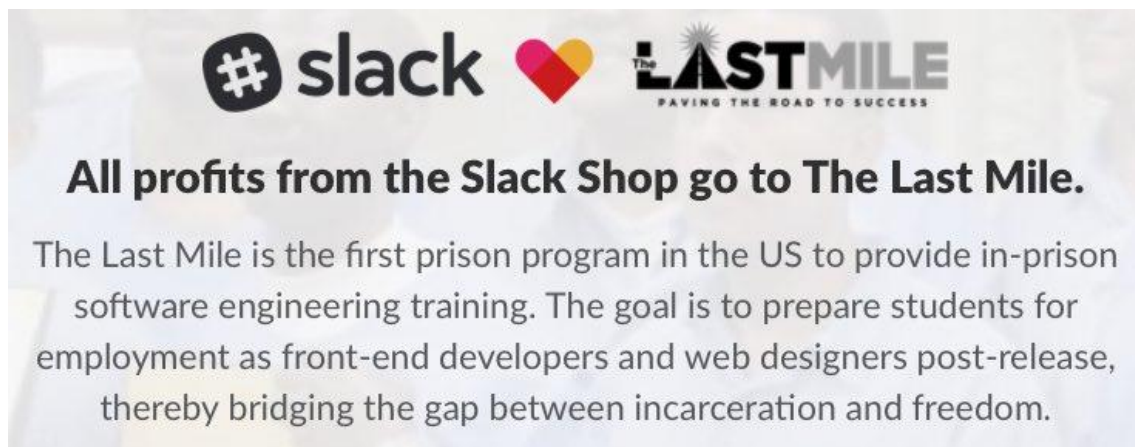 slack The LAST MILE
PAVING THE ROAD TO SUCCESS
All profits from the Slack Shop go to The Last Mile.
The Last Mile is the first prison program in the US to provide in-prison
software engineering training. The goal is to prepare students for
employment as front-end developers and web designers post-release,
thereby bridging the gap between incarceration and freedom.